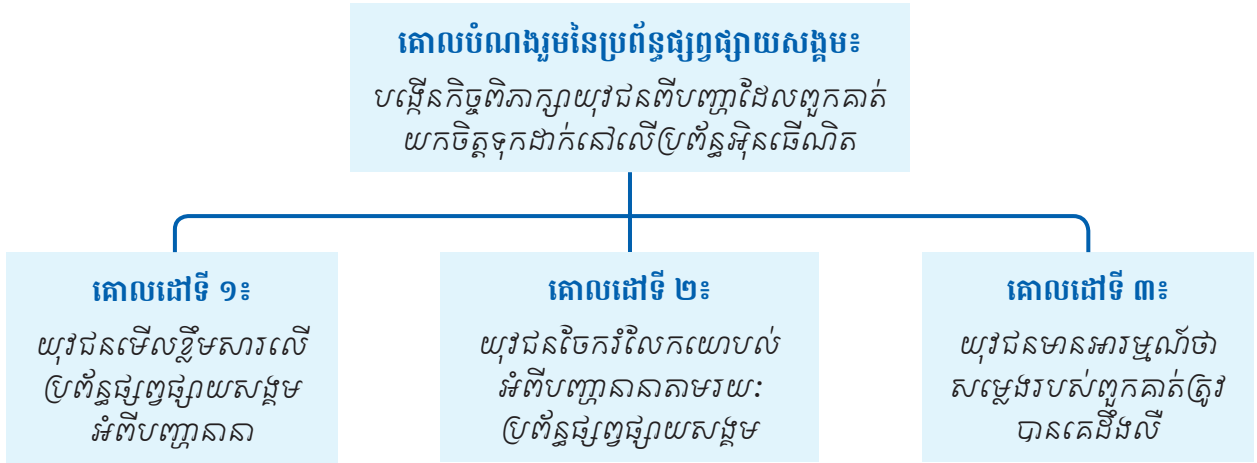 គោលបំណងរួមនៃប្រព័ន្ធផ្សព្វផ្សាយសង្គម៖
បង្កើនកិច្ចពិភាក្សាយុវជនពីបញ្ហាដែលពួកគាត់
យកចិត្តទុកដាក់នៅលើប្រព័ន្ធអ៊ិនធើណិត
គោលដៅទី ១៖
យុវជនមើលខ្លឹមសារលើ
ប្រព័ន្ធផ្សព្វផ្សាយសង្គម
អំពីបញ្ហានានា
គោលដៅទី ២៖
យុវជនចែករំលែកយោបល់
អំពីបញ្ហានានាតាមរយៈ
ប្រព័ន្ធផ្សព្វផ្សាយសង្គម
គោលដៅទី ៣៖
យុវជនមានអារម្មណ៍ថា
សម្លេងរបស់ពួកគាត់ត្រូវ
បានគេដឹងលឺ